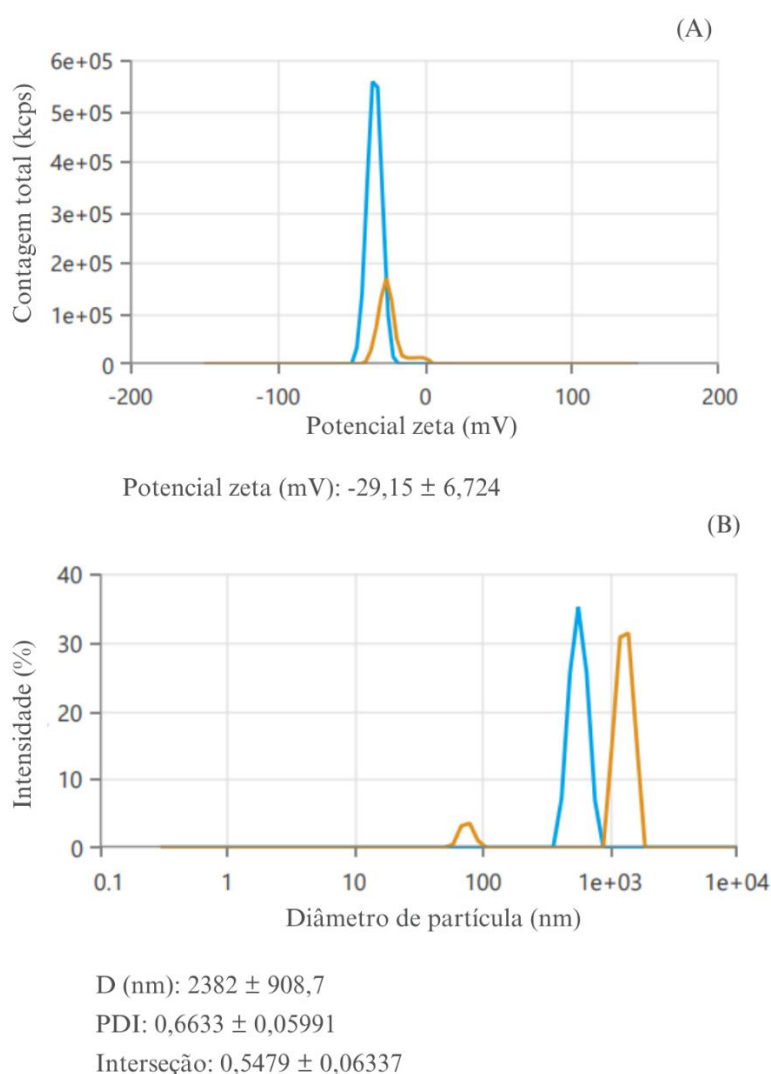 (A)
6e+05
5e+05
4e+05
3e+05
2e+05
1e+05
0
Contagem total (kcps)
-200 -100 0 100 200
Potencial zeta (mV)
Potencial zeta (mV): -29,15 ± 6,724
(B)
40
30
20
10
0
Intensidade (%)
0.1 1 10 100 1e+03 1e+04
Diâmetro de partícula (nm)
D (nm): 2382 ± 908,7
PDI: 0,6633 ± 0,05991
Interseção: 0,5479 ± 0,06337